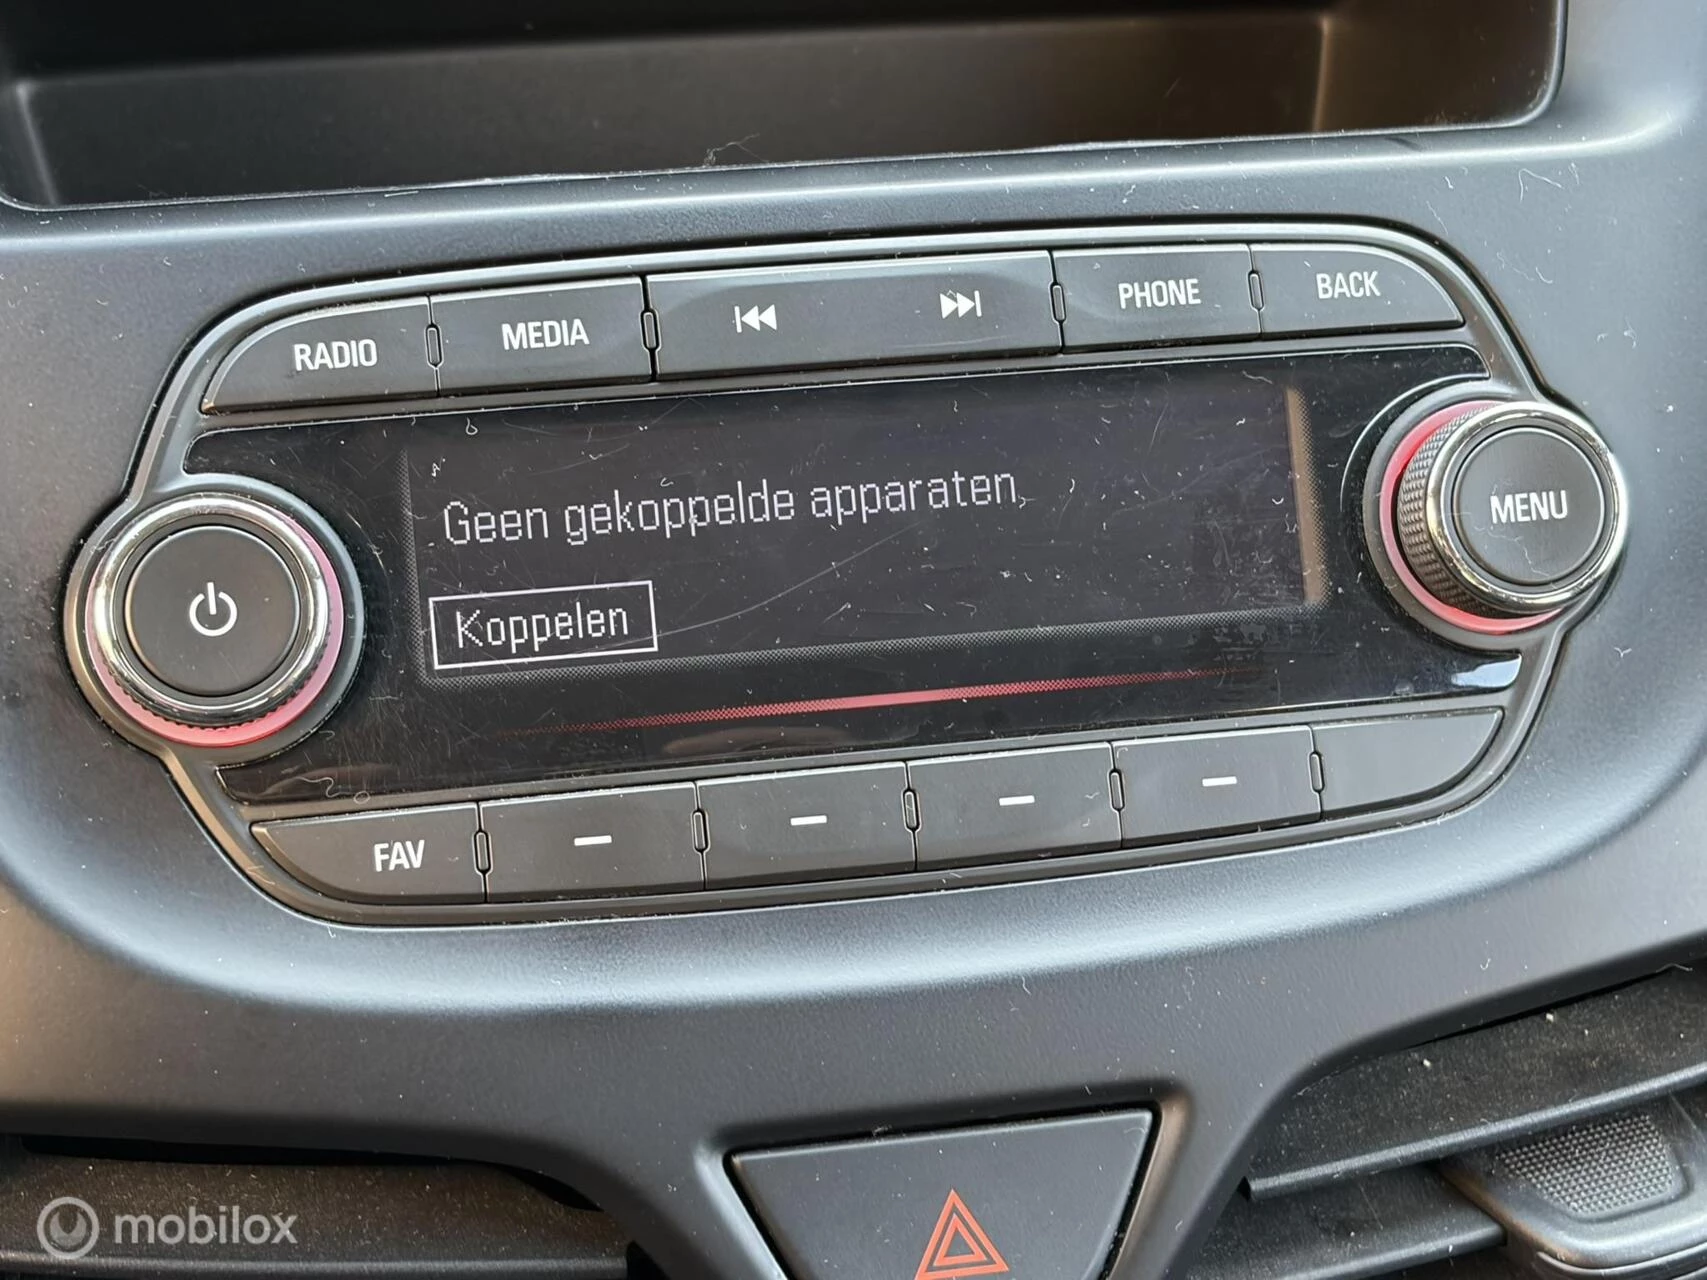 RADIO
MEDIA
PHONE
BACK
Geen gekoppelde apparaten
Koppelen
MENU
FAV
mobilox